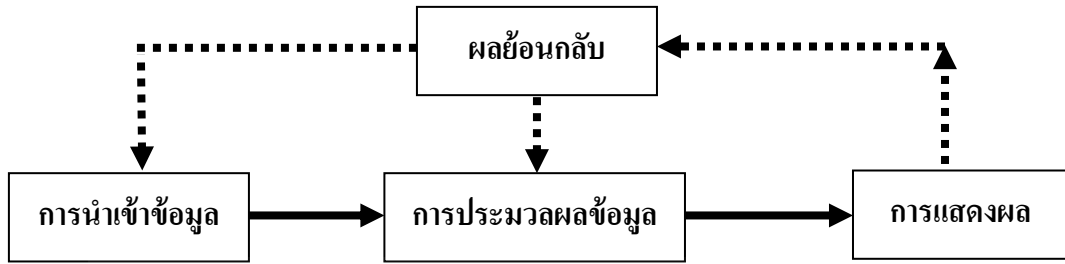 ผลย้อนกลับ
การนำเข้าข้อมูล
การประมวลผลข้อมูล
การแสดงผล